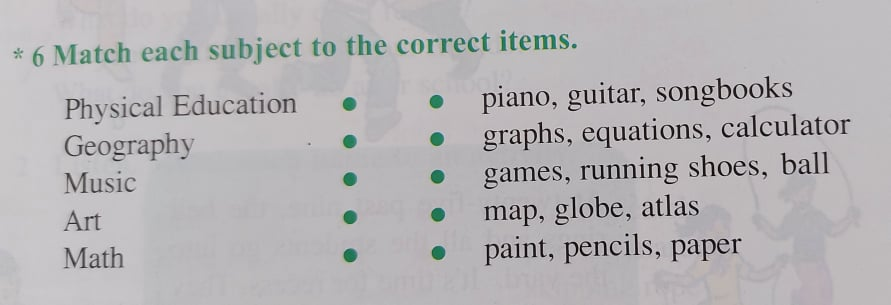 * 6 Match each subject to the correct items.
Physical Education • • piano, guitar, songbooks
Geography • • graphs, equations, calculator
Music • • games, running shoes, ball
Art • • map, globe, atlas
Math • • paint, pencils, paper